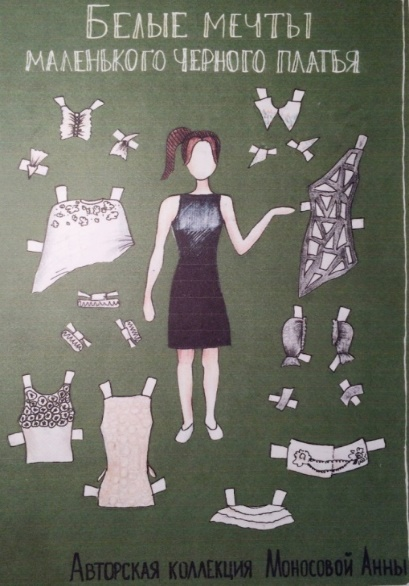 Белые мечты
маленького черного платья
Авторская коллекция Моносовой Анны